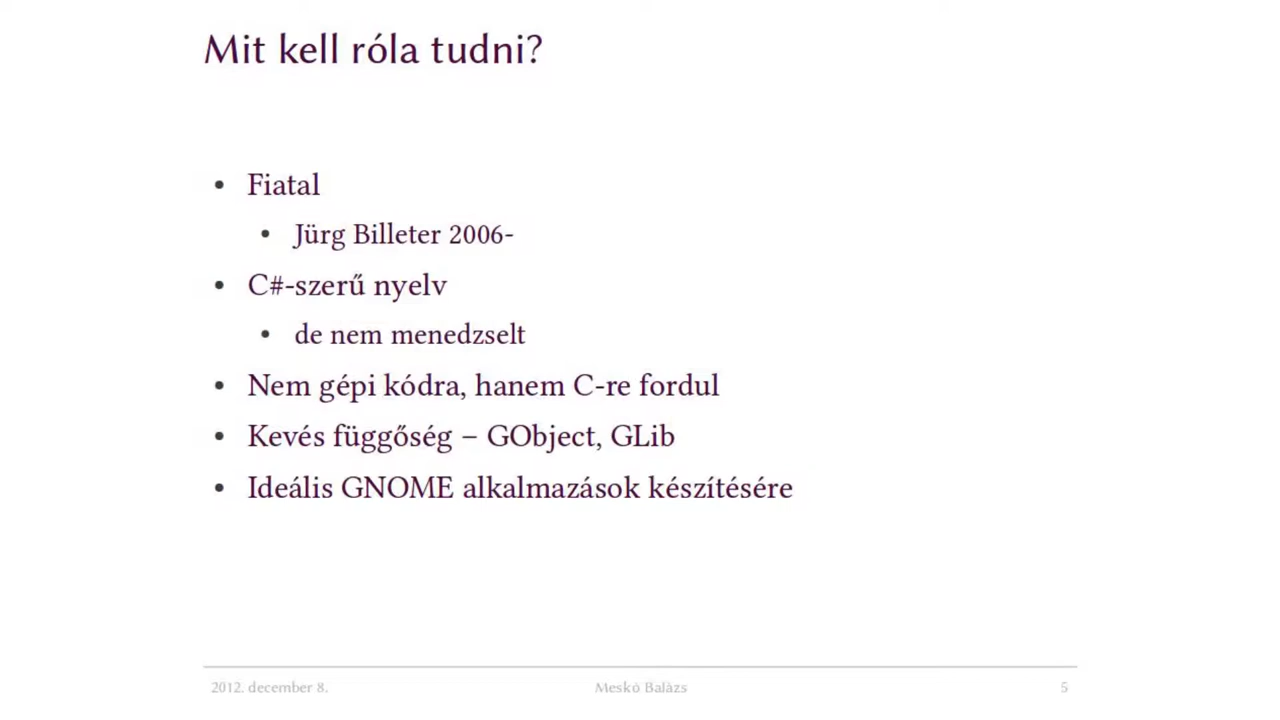 Mit kell róla tudni?
• Fiatal
• Jürg Billeter 2006-
• C#-szerű nyelv
• de nem menedzselt
• Nem gépi kódra, hanem C-re fordul
• Kevés függőség – GObject, GLib
• Ideális GNOME alkalmazások készítésére
2012. december 8. Meskó Balázs 5